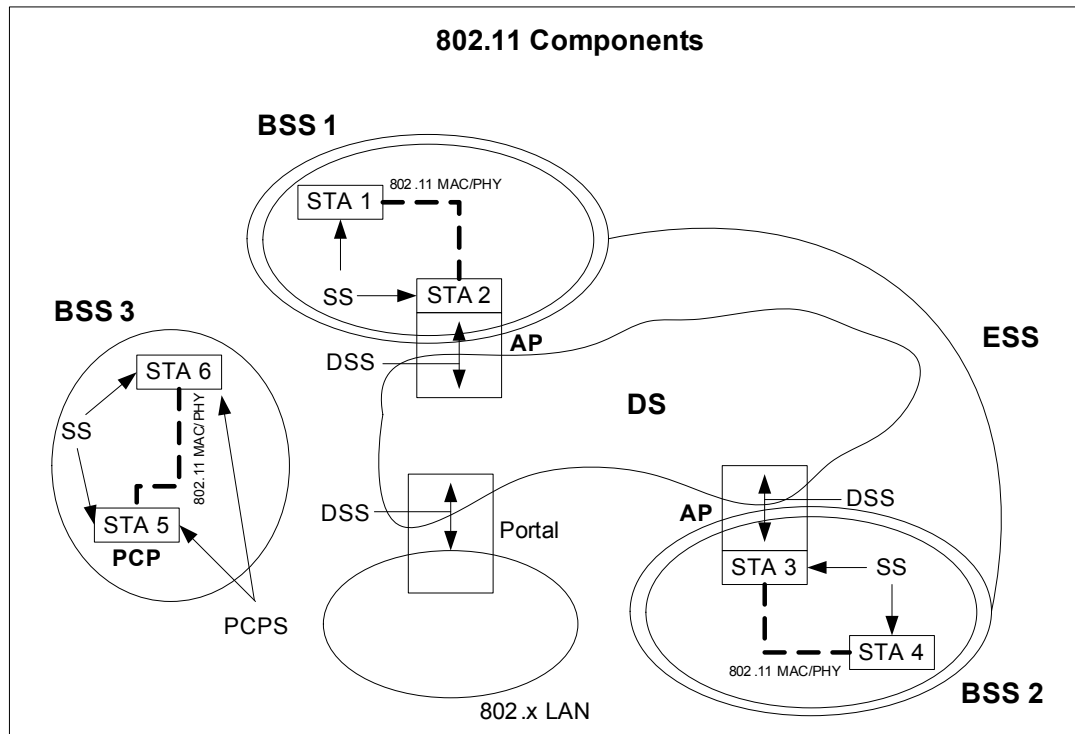 802.11 Components
BSS 1
802.11 MAC/PHY
STA 1
SS
STA 2
BSS 3
AP
ESS
DSS
STA 6
DS
SS
802.11 MAC/PHY
STA 5
DSS
Portal
AP
DSS
PCP
STA 3
SS
PCPS
STA 4
802.11 MAC/PHY
BSS 2
802.x LAN